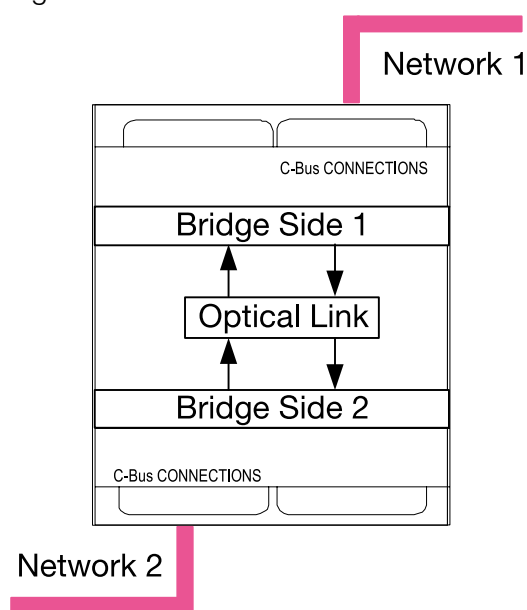 Network 1
C-Bus CONNECTIONS
Bridge Side 1
Optical Link
Bridge Side 2
C-Bus CONNECTIONS
Network 2